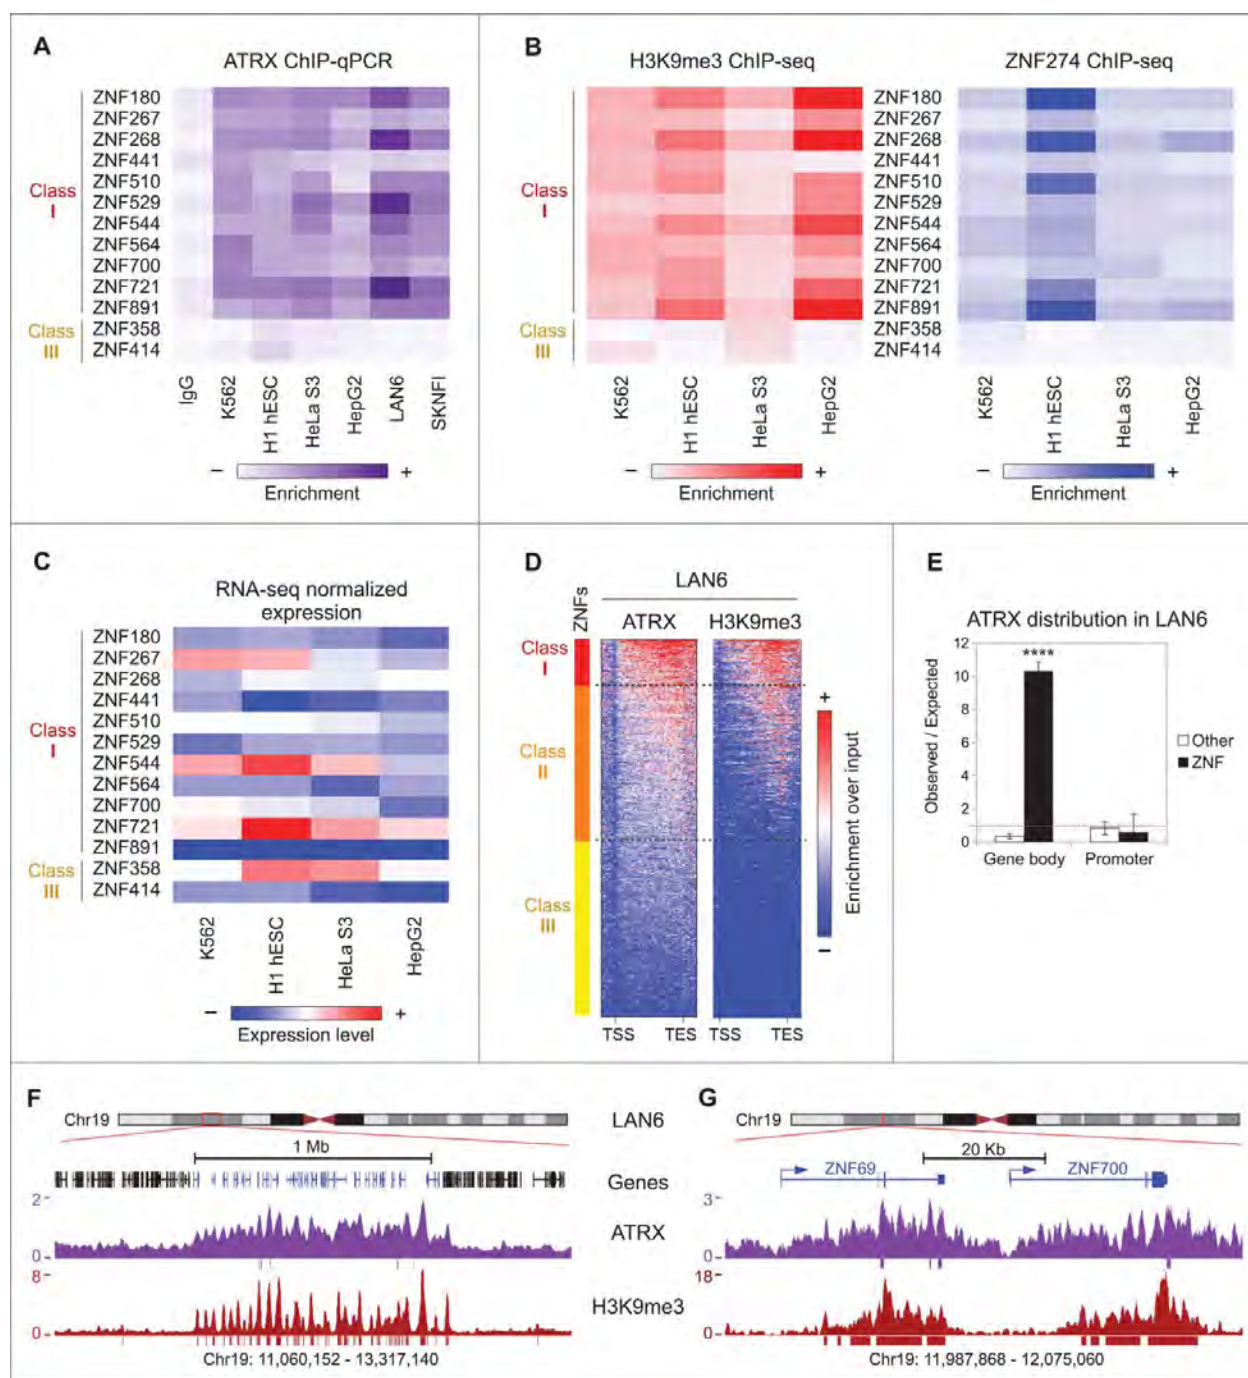 A
ATRX ChIP-qPCR
Class
I
Class
III
ZNF180
ZNF267
ZNF268
ZNF441
ZNF510
ZNF529
ZNF544
ZNF564
ZNF700
ZNF721
ZNF891
ZNF358
ZNF414
IgG
K562
H1 hESC
HeLa S3
HepG2
LAN6
SKNFI
− +
Enrichment
B
H3K9me3 ChIP-seq
ZNF274 ChIP-seq
Class
I
Class
III
ZNF180
ZNF267
ZNF268
ZNF441
ZNF510
ZNF529
ZNF544
ZNF564
ZNF700
ZNF721
ZNF891
ZNF358
ZNF414
K562
H1 hESC
HeLa S3
HepG2
K562
H1 hESC
HeLa S3
HepG2
− +
Enrichment
− +
Enrichment
C
RNA-seq normalized
expression
Class
I
Class
III
ZNF180
ZNF267
ZNF268
ZNF441
ZNF510
ZNF529
ZNF544
ZNF564
ZNF700
ZNF721
ZNF891
ZNF358
ZNF414
K562
H1 hESC
HeLa S3
HepG2
− +
Expression level
D
LAN6
ZNFs
ATRX H3K9me3
Class
I
Class
II
Class
III
TSS TES TSS TES
+
Enrichment over input
−
E
ATRX distribution in LAN6
Observed / Expected
12
10
8
6
4
2
0
****
Other
ZNF
Gene body Promoter
F
Chr19
LAN6
1 Mb
Genes
2
ATRX
0
8
H3K9me3
0
Chr19: 11,060,152 - 13,317,140
G
Chr19
20 Kb
ZNF69 ZNF700
3
0
18
0
Chr19: 11,987,868 - 12,075,060